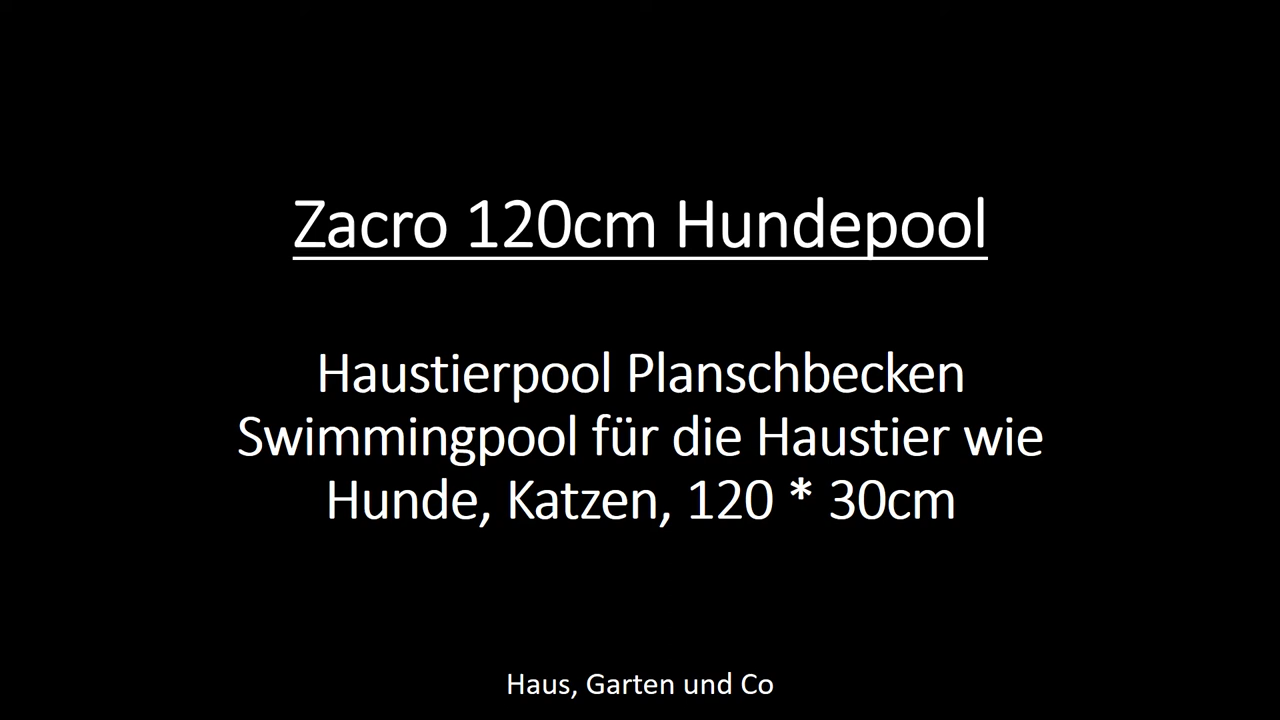 Zacro 120cm Hundepool
Haustierpool Planschbecken
Swimmingpool für die Haustier wie
Hunde, Katzen, 120 * 30cm
Haus, Garten und Co